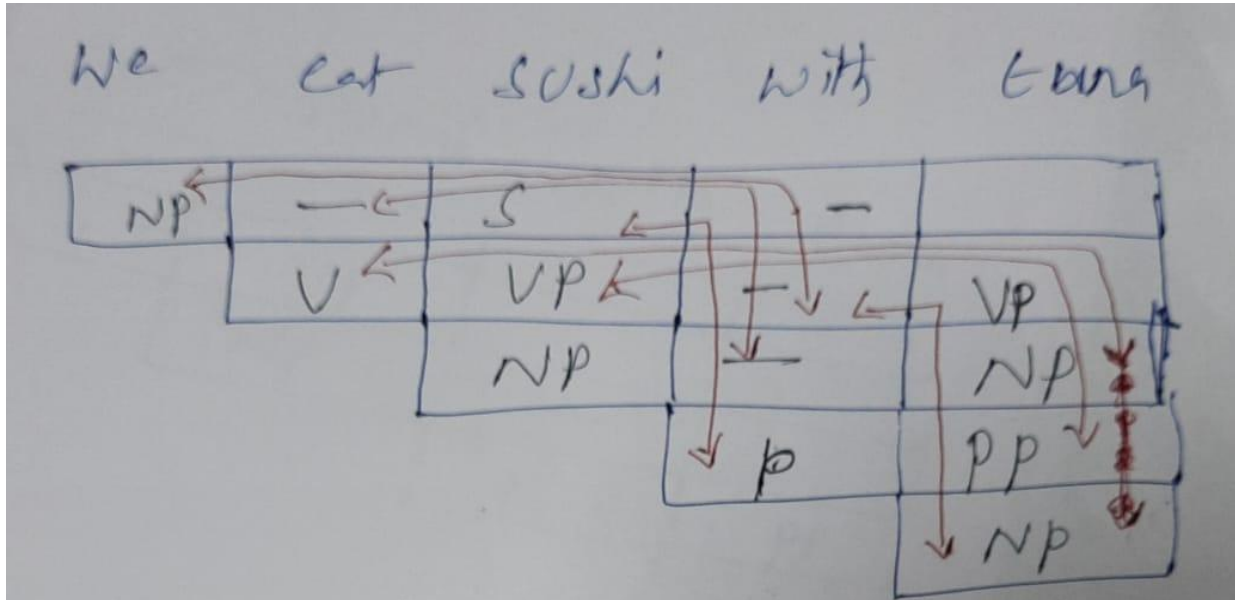 We eat sushi with tuna
NP — S —
V VP — VP
NP — NP
P PP
NP